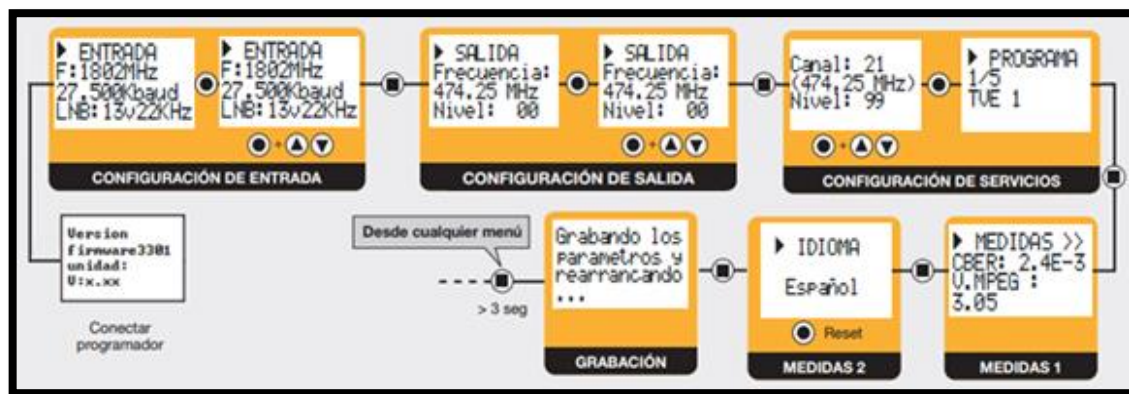 ▶ ENTRADA
F:1802MHz
27.500Kbaud
LNB:13v22KHz
▶ ENTRADA
F:1802MHz
27.500Kbaud
LNB:13v22KHz
CONFIGURACIÓN DE ENTRADA
▶ SALIDA
Frecuencia:
474.25 MHz
Nivel: 00
▶ SALIDA
Frecuencia:
474.25 MHz
Nivel: 00
CONFIGURACIÓN DE SALIDA
Canal: 21
(474.25 MHz)
Nivel: 99
▶ PROGRAMA
1/5
TVE 1
CONFIGURACIÓN DE SERVICIOS
Version
firmware3301
unidad:
V:x.xx
Conectar
programador
Desde cualquier menú
> 3 seg
Grabando los
parametros y
rearrancando
...
GRABACIÓN
▶ IDIOMA
Español
Reset
MEDIDAS 2
▶ MEDIDAS >>
CBER: 2.4E-3
V.MPEG :
3.05
MEDIDAS 1